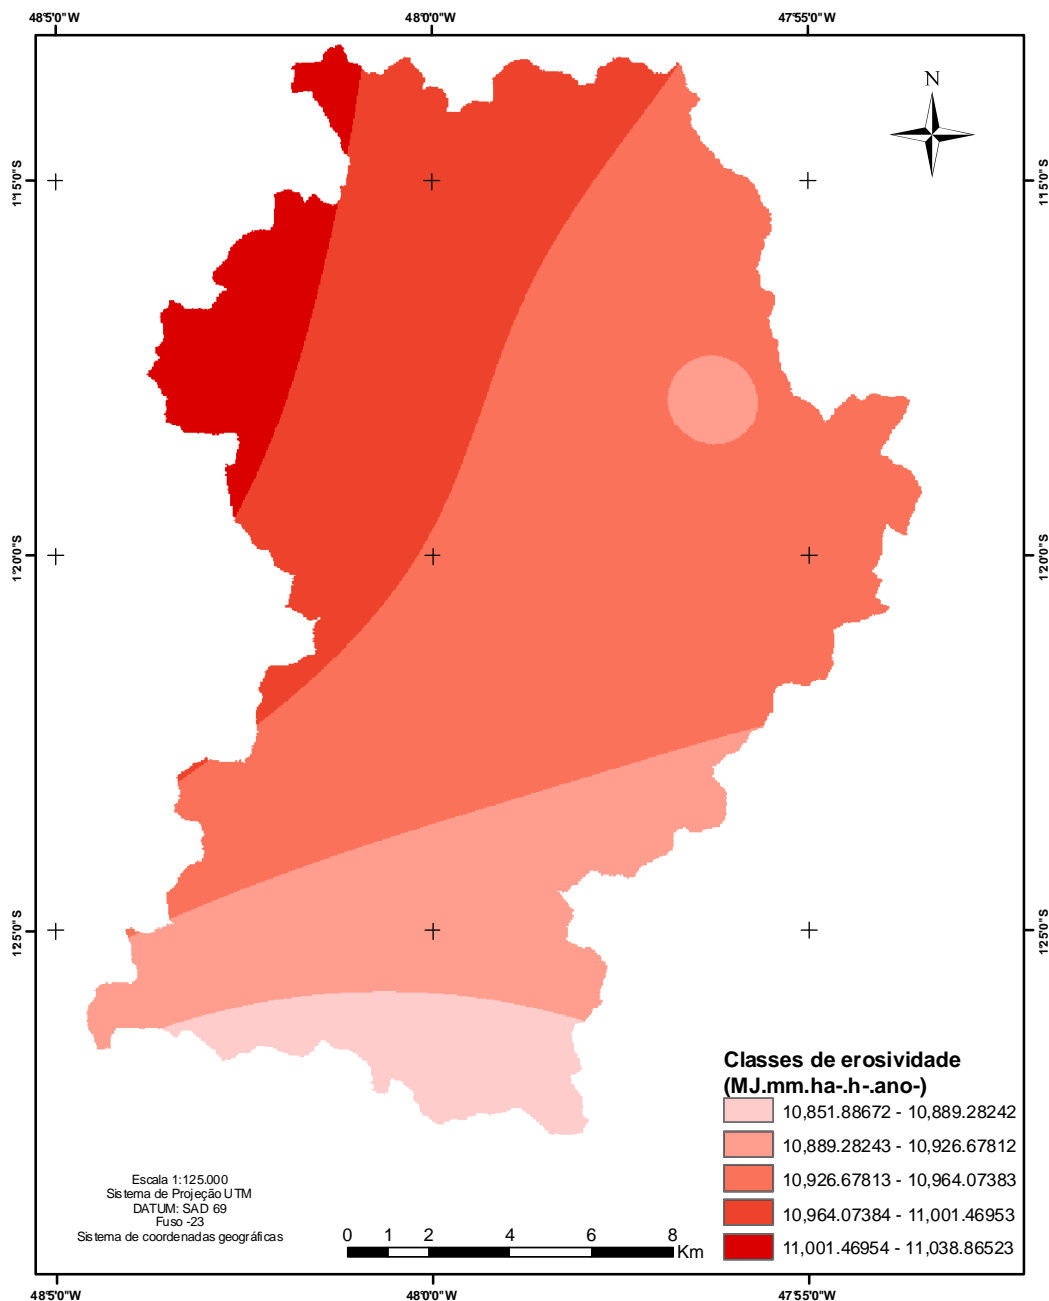 48°5'0"W 48°0'0"W 47°55'0"W
N
1°15'0"S 1°15'0"S
1°20'0"S 1°20'0"S
1°25'0"S 1°25'0"S
Classes de erosividade
(MJ.mm.ha-.h-.ano-)
10,851.88672 - 10,889.28242
10,889.28243 - 10,926.67812
10,926.67813 - 10,964.07383
10,964.07384 - 11,001.46953
11,001.46954 - 11,038.86523
Escala 1:125.000
Sistema de Projeção UTM
DATUM: SAD 69
Fuso -23
Sistema de coordenadas geográficas
0 1 2 4 6 8
Km
48°5'0"W 48°0'0"W 47°55'0"W